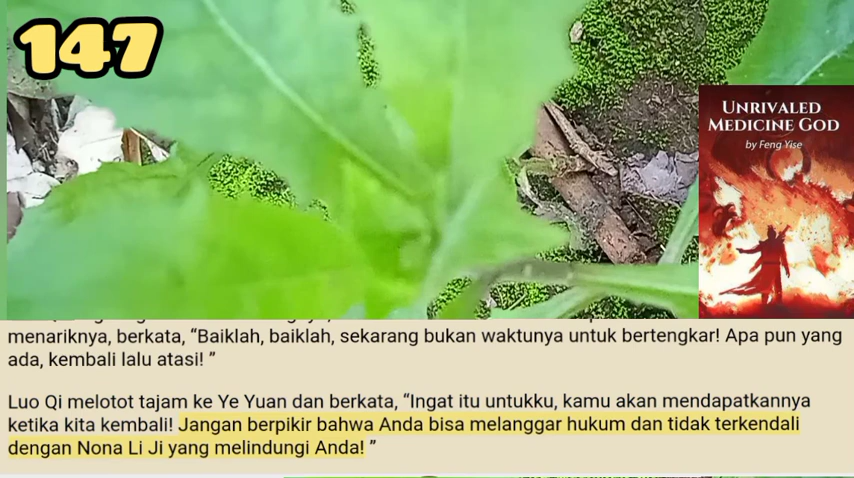 147
UNRIVALED
MEDICINE GOD
by Feng Yise
menariknya, berkata, “Baiklah, baiklah, sekarang bukan waktunya untuk bertengkar! Apa pun yang
ada, kembali lalu atasi! ”
Luo Qi melotot tajam ke Ye Yuan dan berkata, “Ingat itu untukku, kamu akan mendapatkannya
ketika kita kembali! Jangan berpikir bahwa Anda bisa melanggar hukum dan tidak terkendali
dengan Nona Li Ji yang melindungi Anda! ”